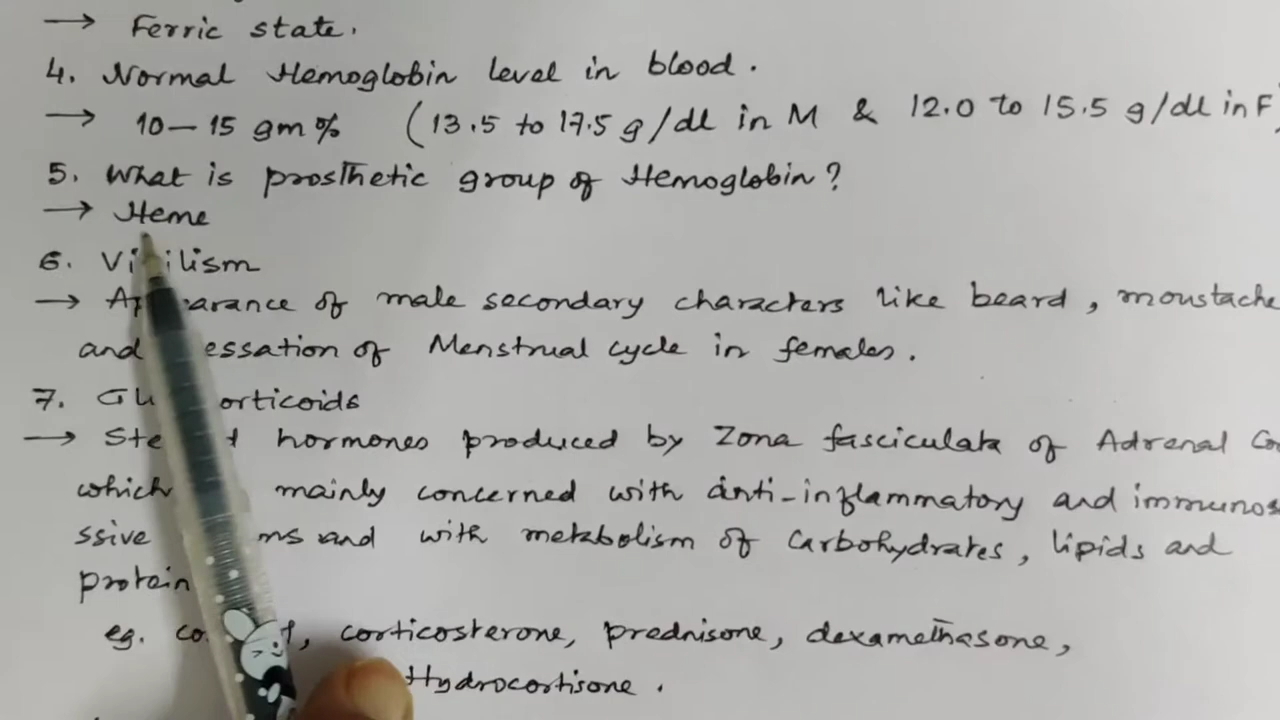 → Ferric state.
4. Normal Hemoglobin level in blood.
→ 10-15 gm% (13.5 to 17.5 g/dl in M & 12.0 to 15.5 g/dl in F)
5. What is prosthetic group of Hemoglobin?
→ Heme
6. Vi ilism
→ A arance of male secondary characters like beard, moustache
and essation of Menstrual cycle in females.
7. Gl orticoids
→ Ste d hormones produced by Zona fasciculata of Adrenal Co
which mainly concerned with anti-inflammatory and immunos
ssive ms and with metabolism of Carbohydrates, lipids and
protein
eg. co l, corticosterone, prednisone, dexamethasone,
Hydrocortisone.